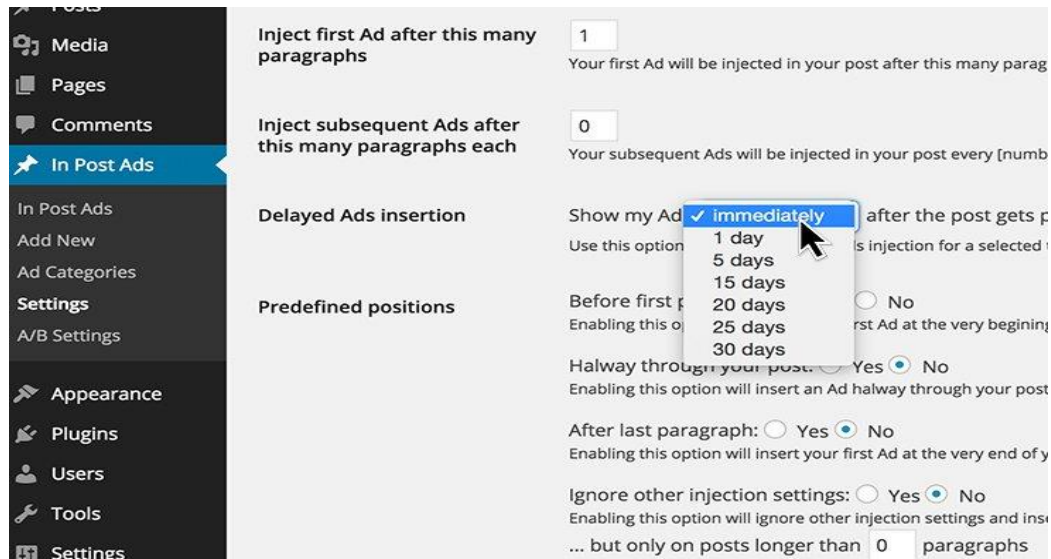 Posts
Media
Pages
Comments
In Post Ads
In Post Ads
Add New
Ad Categories
Settings
A/B Settings
Appearance
Plugins
Users
Tools
Settings
Inject first Ad after this many
paragraphs
1
Your first Ad will be injected in your post after this many parag
Inject subsequent Ads after
this many paragraphs each
0
Your subsequent Ads will be injected in your post every [numb
Delayed Ads insertion
Show my Ad ✓ immediately after the post gets p
Use this option s injection for a selected
1 day
5 days
15 days
20 days
25 days
30 days
Predefined positions
Before first p No
Enabling this o rst Ad at the very begining
Halway through your post: Yes No
Enabling this option will insert an Ad halway through your post
After last paragraph: Yes No
Enabling this option will insert your first Ad at the very end of y
Ignore other injection settings: Yes No
Enabling this option will ignore other injection settings and inse
... but only on posts longer than 0 paragraphs